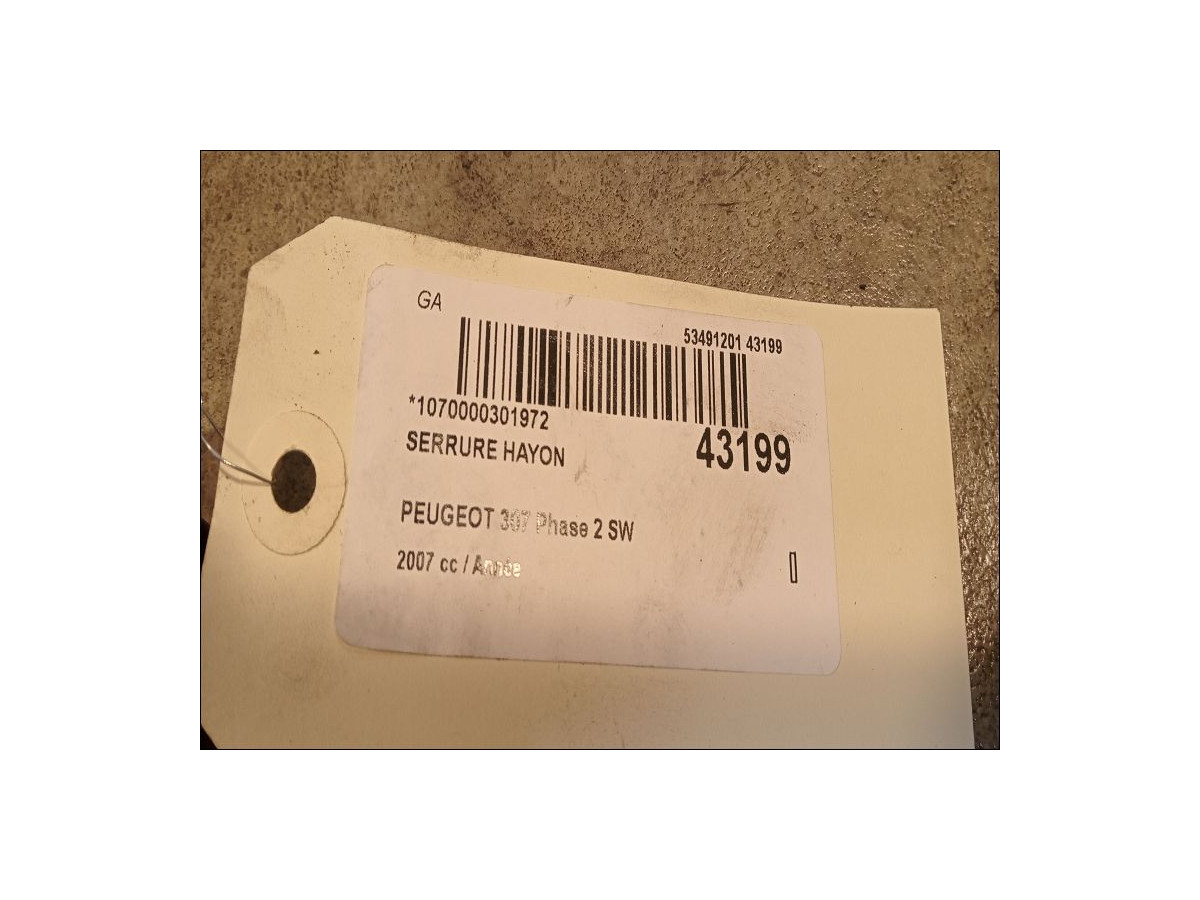 GA
53491201 43199
*1070000301972
43199
SERRURE HAYON
PEUGEOT 307 Phase 2 SW
2007 cc / Année